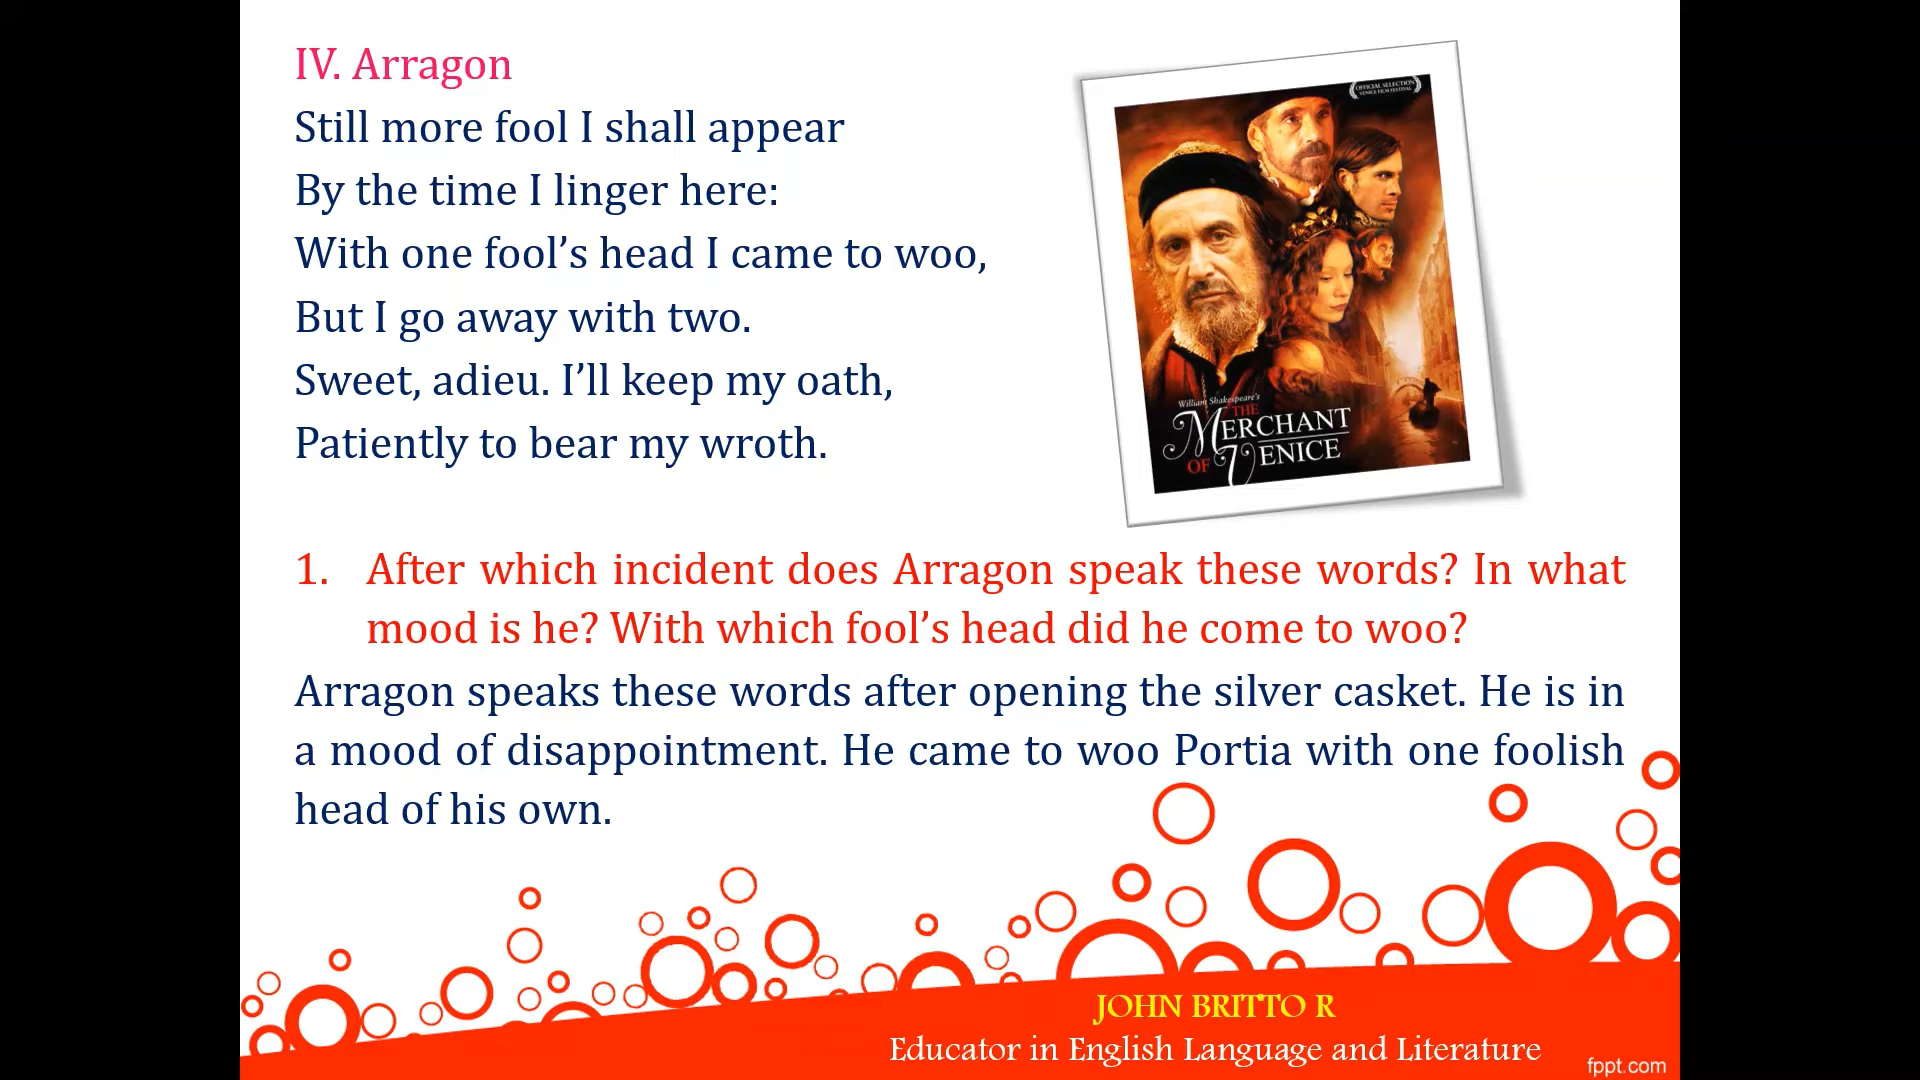 IV. Arragon
Still more fool I shall appear
By the time I linger here:
With one fool’s head I came to woo,
But I go away with two.
Sweet, adieu. I’ll keep my oath,
Patiently to bear my wroth.
OFFICIAL SELECTION
VENICE FILM FESTIVAL
William Shakespeare's
THE
MERCHANT
OF VENICE
1. After which incident does Arragon speak these words? In what
mood is he? With which fool’s head did he come to woo?
Arragon speaks these words after opening the silver casket. He is in
a mood of disappointment. He came to woo Portia with one foolish
head of his own.
JOHN BRITTO R
Educator in English Language and Literature
fppt.com